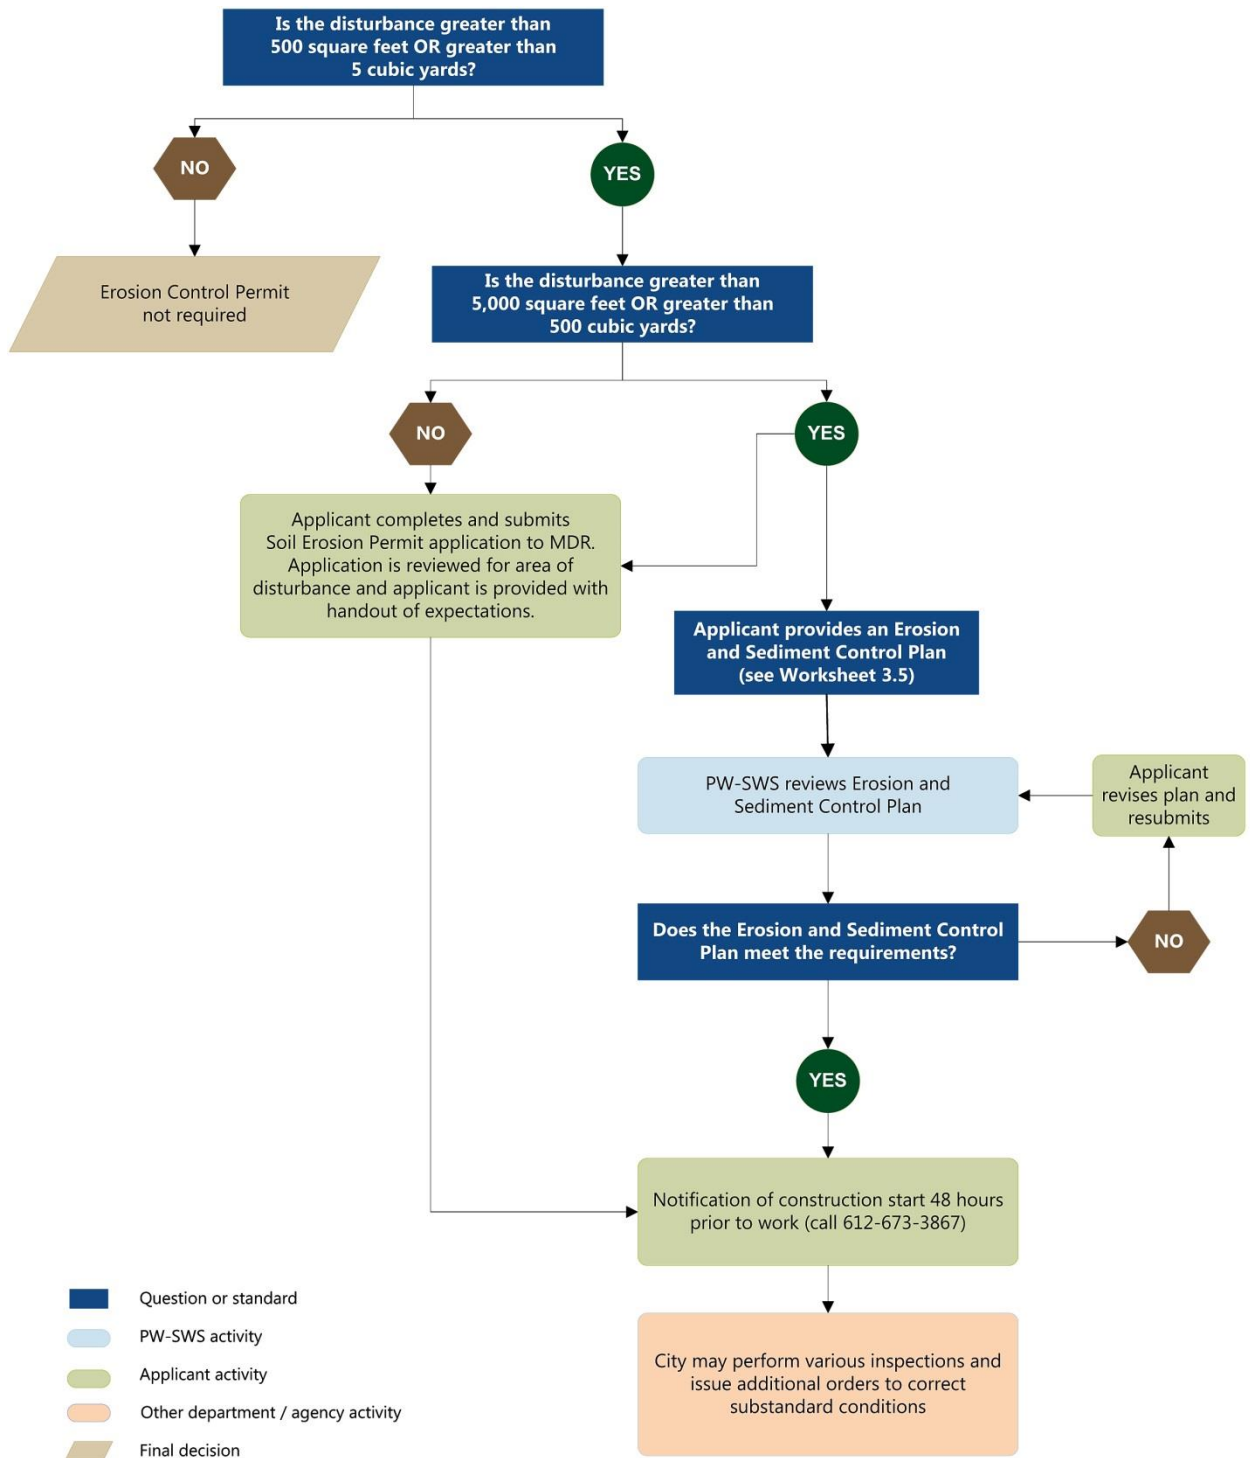 Is the disturbance greater than
500 square feet OR greater than
5 cubic yards?
NO
YES
Erosion Control Permit
not required
Is the disturbance greater than
5,000 square feet OR greater than
500 cubic yards?
NO
YES
Applicant completes and submits
Soil Erosion Permit application to MDR.
Application is reviewed for area of
disturbance and applicant is provided with
handout of expectations.
Applicant provides an Erosion
and Sediment Control Plan
(see Worksheet 3.5)
PW-SWS reviews Erosion and
Sediment Control Plan
Applicant
revises plan and
resubmits
Does the Erosion and Sediment Control
Plan meet the requirements?
NO
YES
Notification of construction start 48 hours
prior to work (call 612-673-3867)
City may perform various inspections and
issue additional orders to correct
substandard conditions
Question or standard
PW-SWS activity
Applicant activity
Other department / agency activity
Final decision